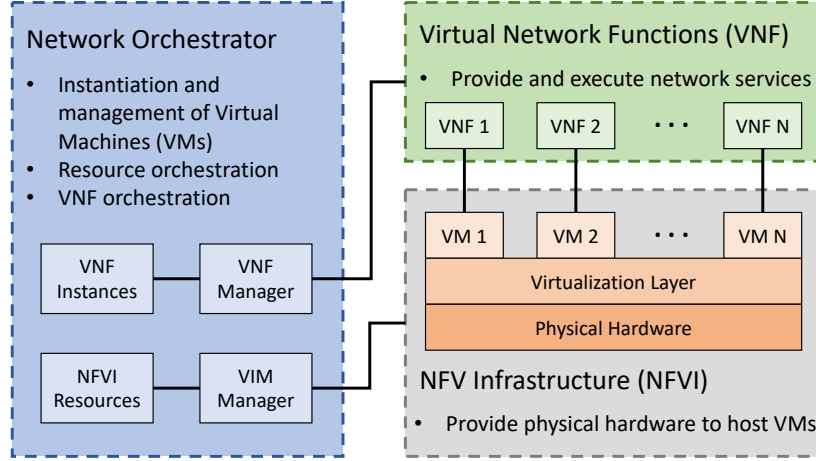 Network Orchestrator
• Instantiation and
management of Virtual
Machines (VMs)
• Resource orchestration
• VNF orchestration
VNF
Instances
VNF
Manager
NFVI
Resources
VIM
Manager
Virtual Network Functions (VNF)
• Provide and execute network services
VNF 1
VNF 2
· · ·
VNF N
VM 1
VM 2
· · ·
VM N
Virtualization Layer
Physical Hardware
NFV Infrastructure (NFVI)
• Provide physical hardware to host VMs